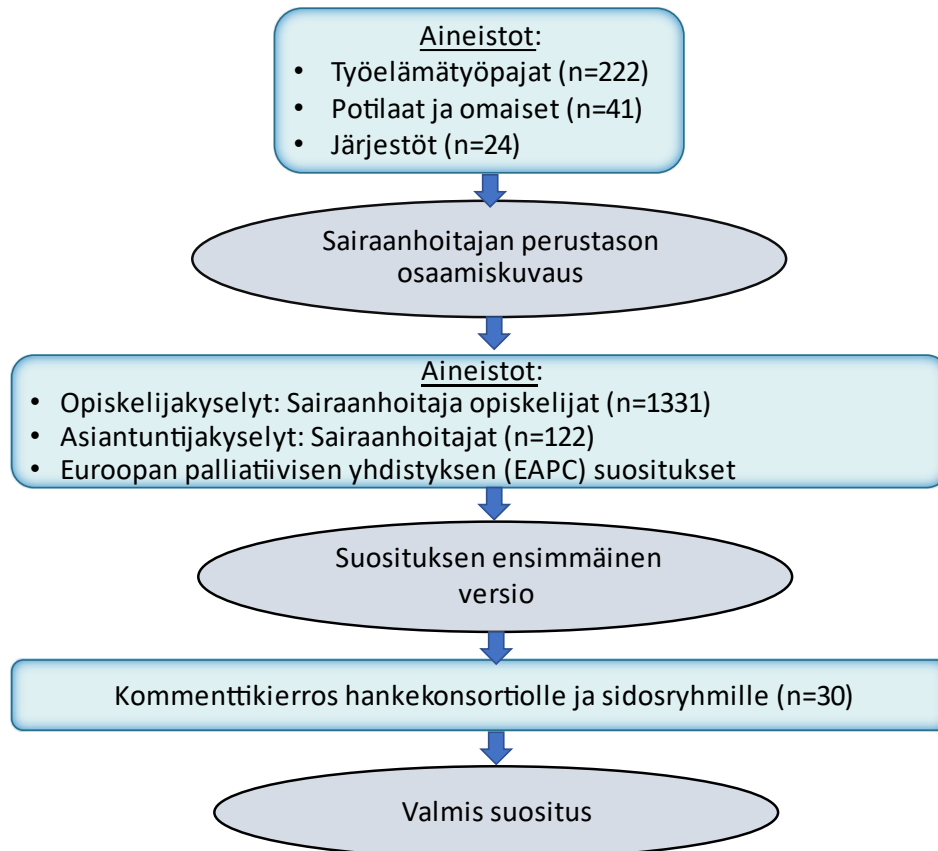 Aineistot:
• Työelämätyöpajat (n=222)
• Potilaat ja omaiset (n=41)
• Järjestöt (n=24)
Sairaanhoitajan perustason
osaamiskuvaus
Aineistot:
• Opiskelijakyselyt: Sairaanhoitaja opiskelijat (n=1331)
• Asiantuntijakyselyt: Sairaanhoitajat (n=122)
• Euroopan palliatiivisen yhdistyksen (EAPC) suositukset
Suosituksen ensimmäinen
versio
Kommenttikierros hankekonsortiolle ja sidosryhmille (n=30)
Valmis suositus